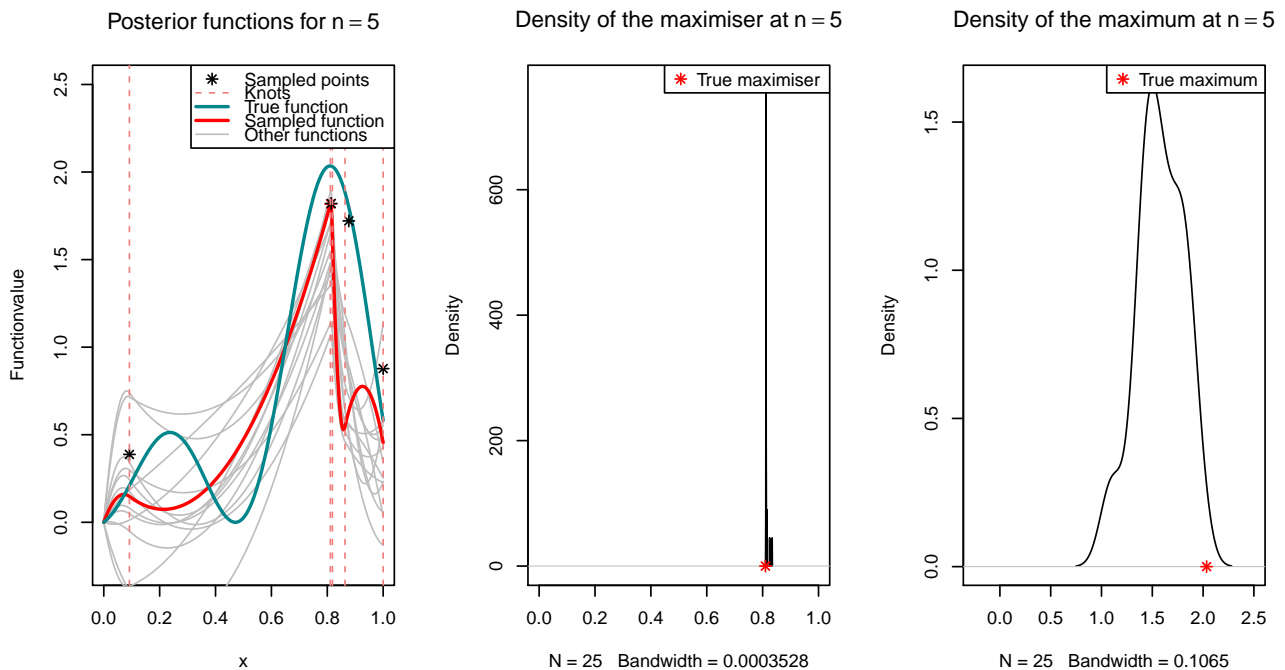 Posterior functions for n = 5
Sampled points
Knots
True function
Sampled function
Other functions
Functionvalue
2.5
2.0
1.5
1.0
0.5
0.0
0.0 0.2 0.4 0.6 0.8 1.0
x
Density of the maximiser at n = 5
True maximiser
Density
600
400
200
0
0.0 0.2 0.4 0.6 0.8 1.0
N = 25 Bandwidth = 0.0003528
Density of the maximum at n = 5
True maximum
Density
1.5
1.0
0.5
0.0
0.0 0.5 1.0 1.5 2.0 2.5
N = 25 Bandwidth = 0.1065